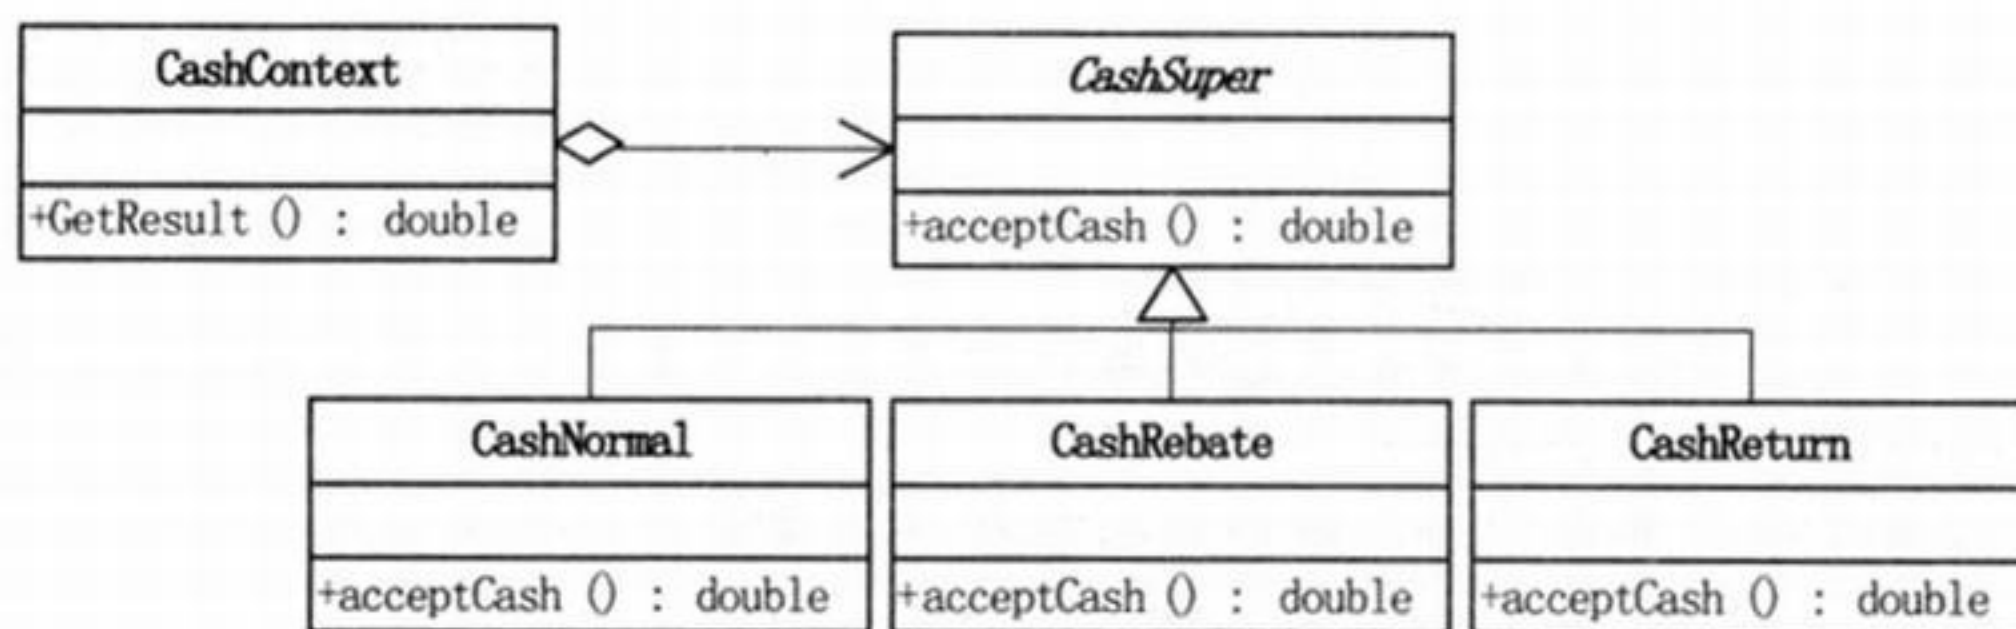 CashContext
+GetResult () : double
CashSuper
+acceptCash () : double
CashNormal
+acceptCash () : double
CashRebate
+acceptCash () : double
CashReturn
+acceptCash () : double